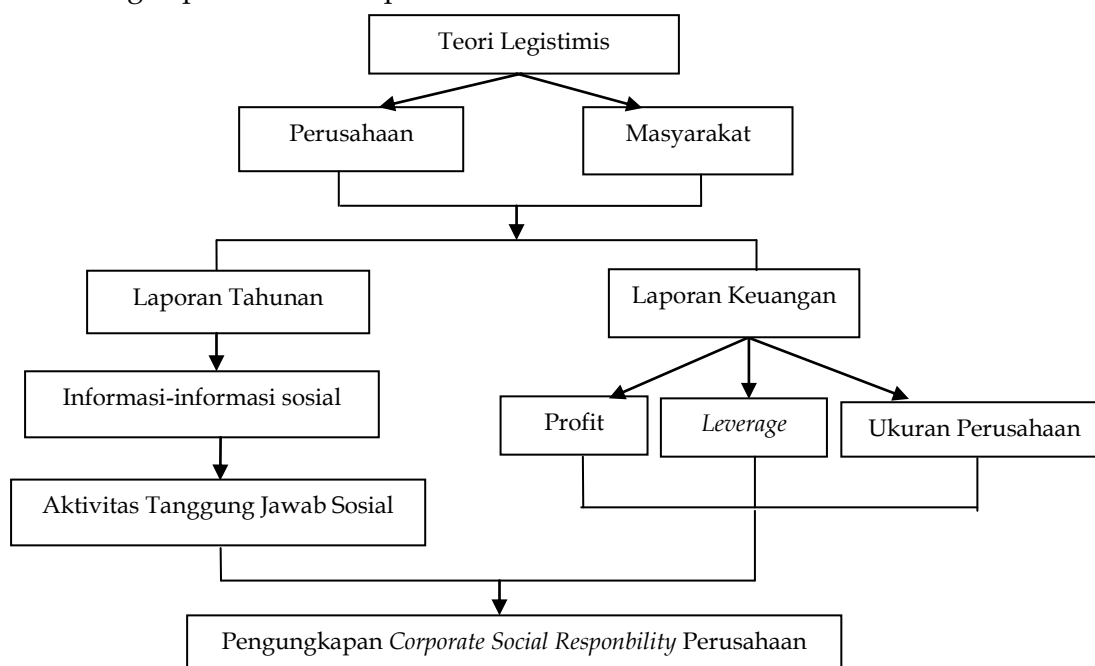 Teori Legistimis
Perusahaan
Masyarakat
Laporan Tahunan
Laporan Keuangan
Informasi-informasi sosial
Profit
Leverage
Ukuran Perusahaan
Aktivitas Tanggung Jawab Sosial
Pengungkapan Corporate Social Responbility Perusahaan